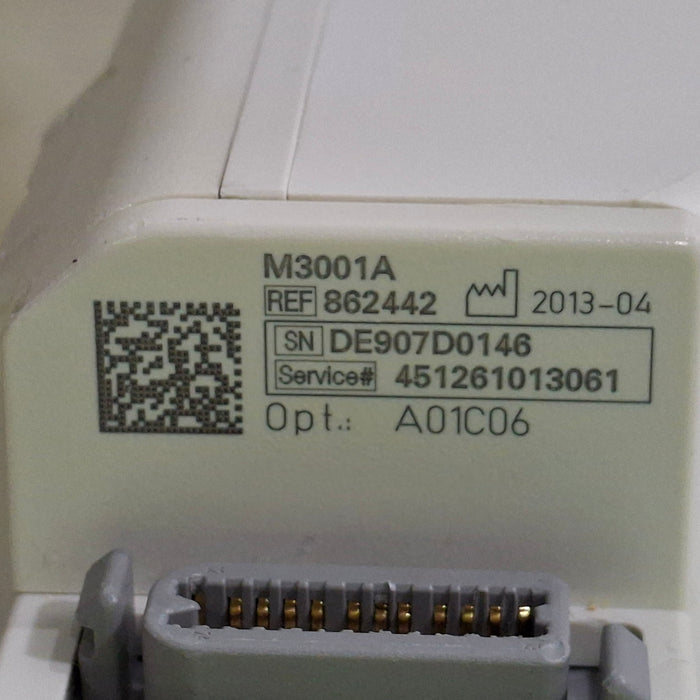 M3001A
REF 862442 2013-04
SN DE907D0146
Service# 451261013061
Opt.: A01C06